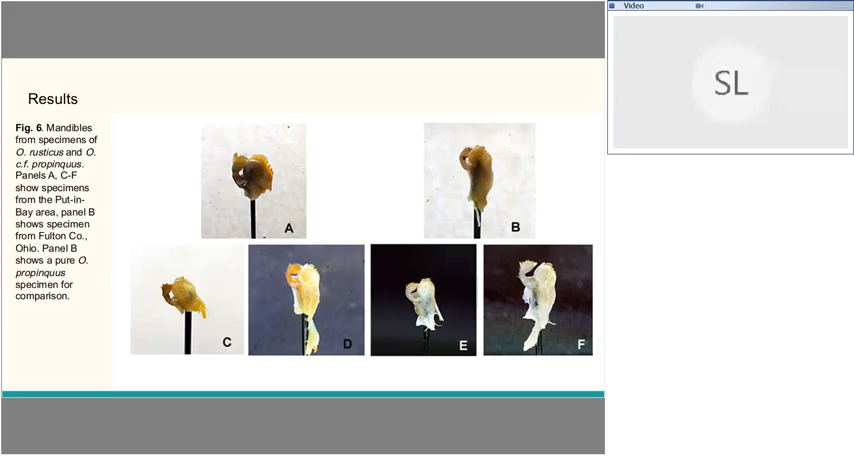 Video
SL
Results
Fig. 6. Mandibles
from specimens of
O. rusticus and O.
c.f. propinquus.
Panels A, C-F
show specimens
from the Put-in-
Bay area, panel B
shows specimen
from Fulton Co.,
Ohio. Panel B
shows a pure O.
propinquus
specimen for
comparison.
A
B
C
D
E
F